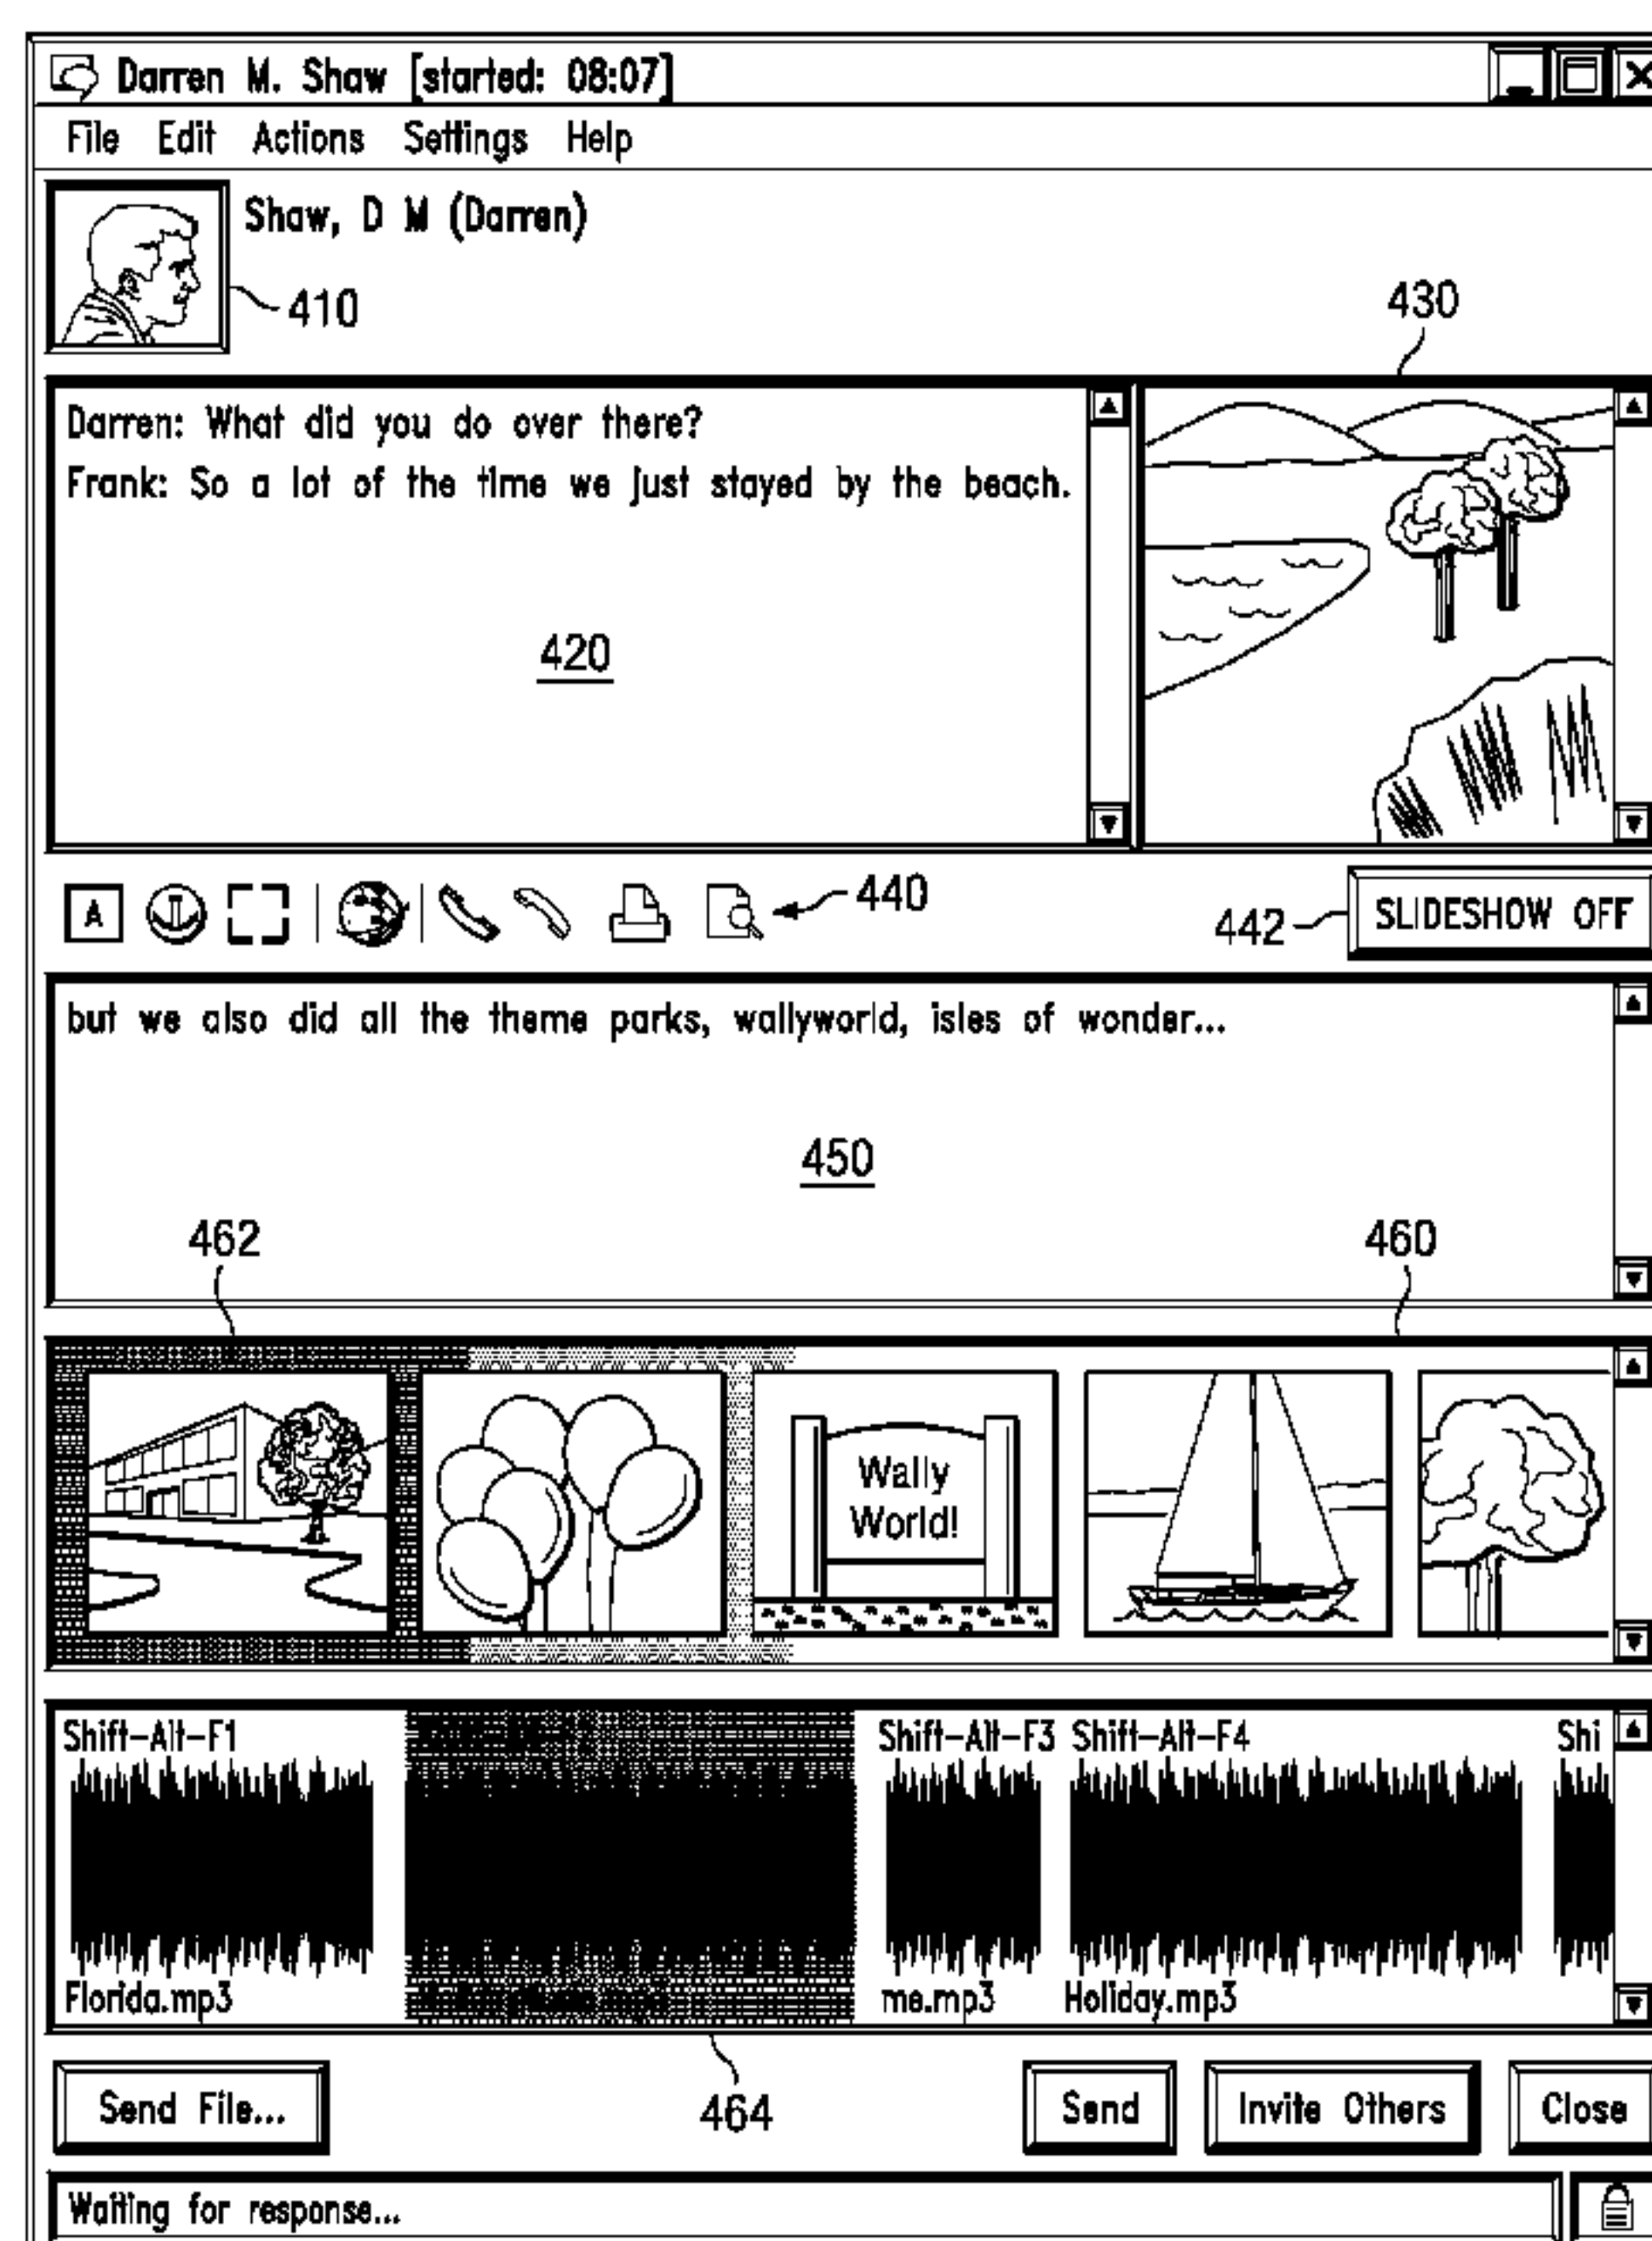 Darren M. Shaw [started: 08:07]
File Edit Actions Settings Help
Shaw, D M (Darren)
410
430
Darren: What did you do over there?
Frank: So a lot of the time we just stayed by the beach.
420
A
440
442
SLIDESHOW OFF
but we also did all the theme parks, wallyworld, isles of wonder...
450
462
460
Wally
World!
Shift-Alt-F1 Shift-Alt-F3 Shift-Alt-F4 Shi
Florida.mp3 me.mp3 Holiday.mp3
464
Send File... Send Invite Others Close
Waiting for response...